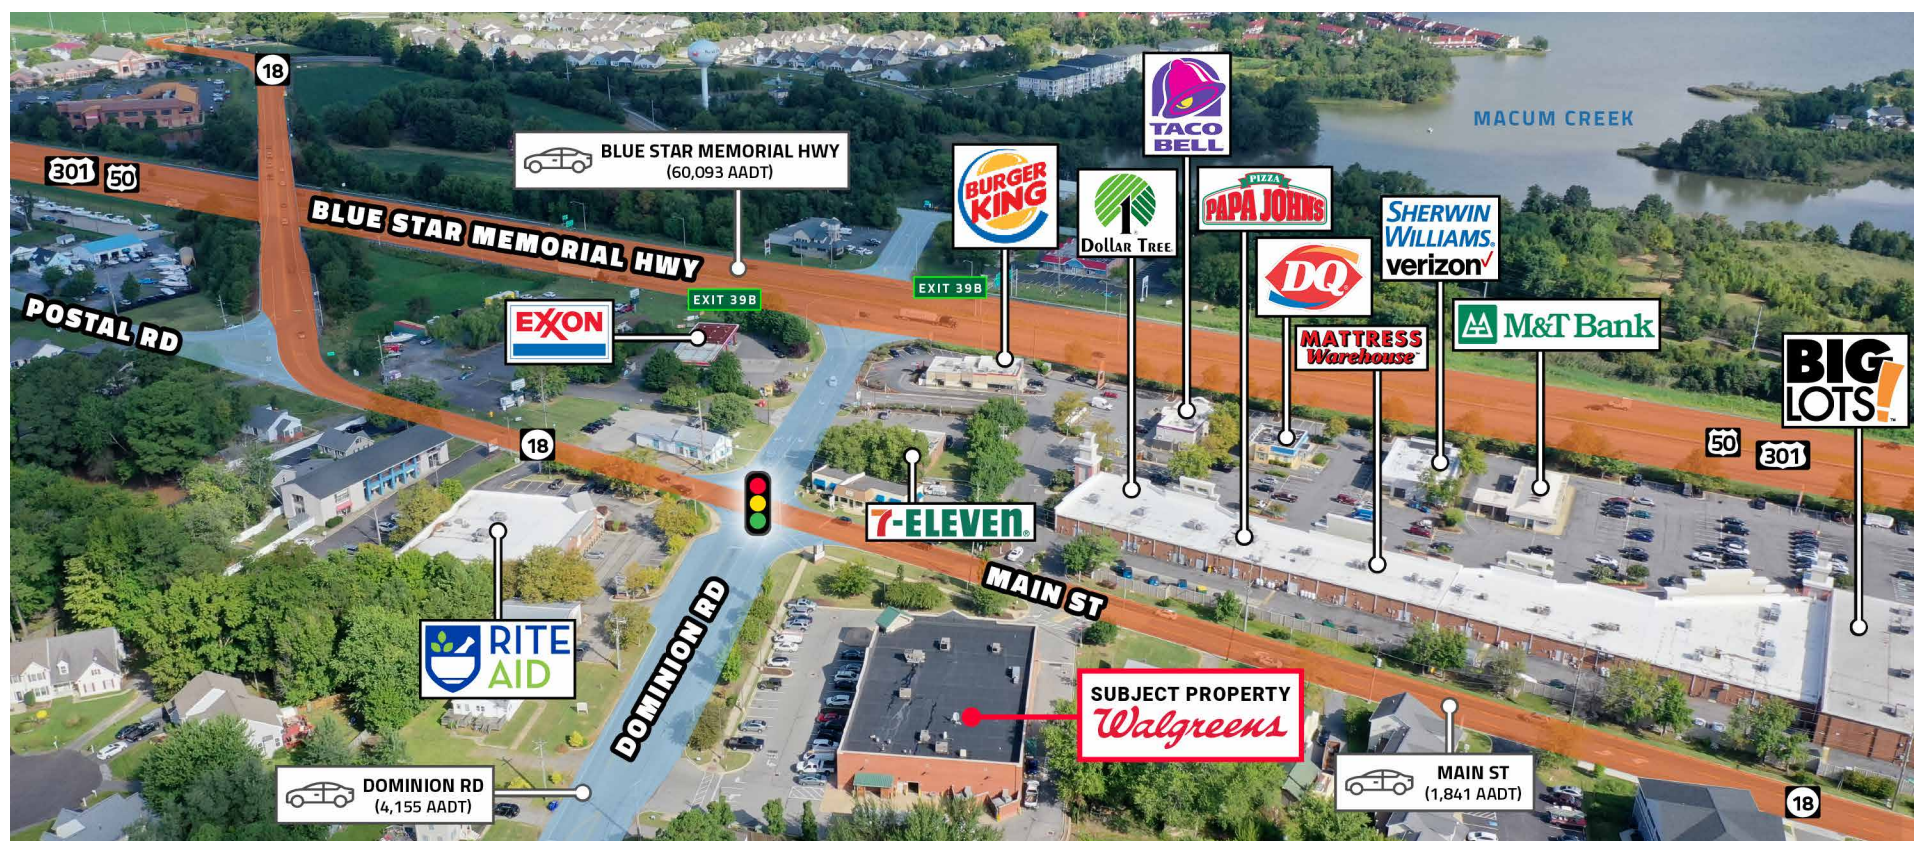 18
TACO
BELL
MACUM CREEK
BLUE STAR MEMORIAL HWY
(60,093 AADT)
301
50
BURGER
KING
1
Dollar Tree
PIZZA
PAPA JOHNS
SHERWIN
WILLIAMS.
verizon
BLUE STAR MEMORIAL HWY
DQ
EXIT 39B
EXIT 39B
POSTAL RD
EXXON
MATTRESS
Warehouse
M&T Bank
BIG
LOTS!
18
50
301
7-ELEVEN
MAIN ST
DOMINION RD
RITE
AID
SUBJECT PROPERTY
Walgreens
DOMINION RD
(4,155 AADT)
MAIN ST
(1,841 AADT)
18